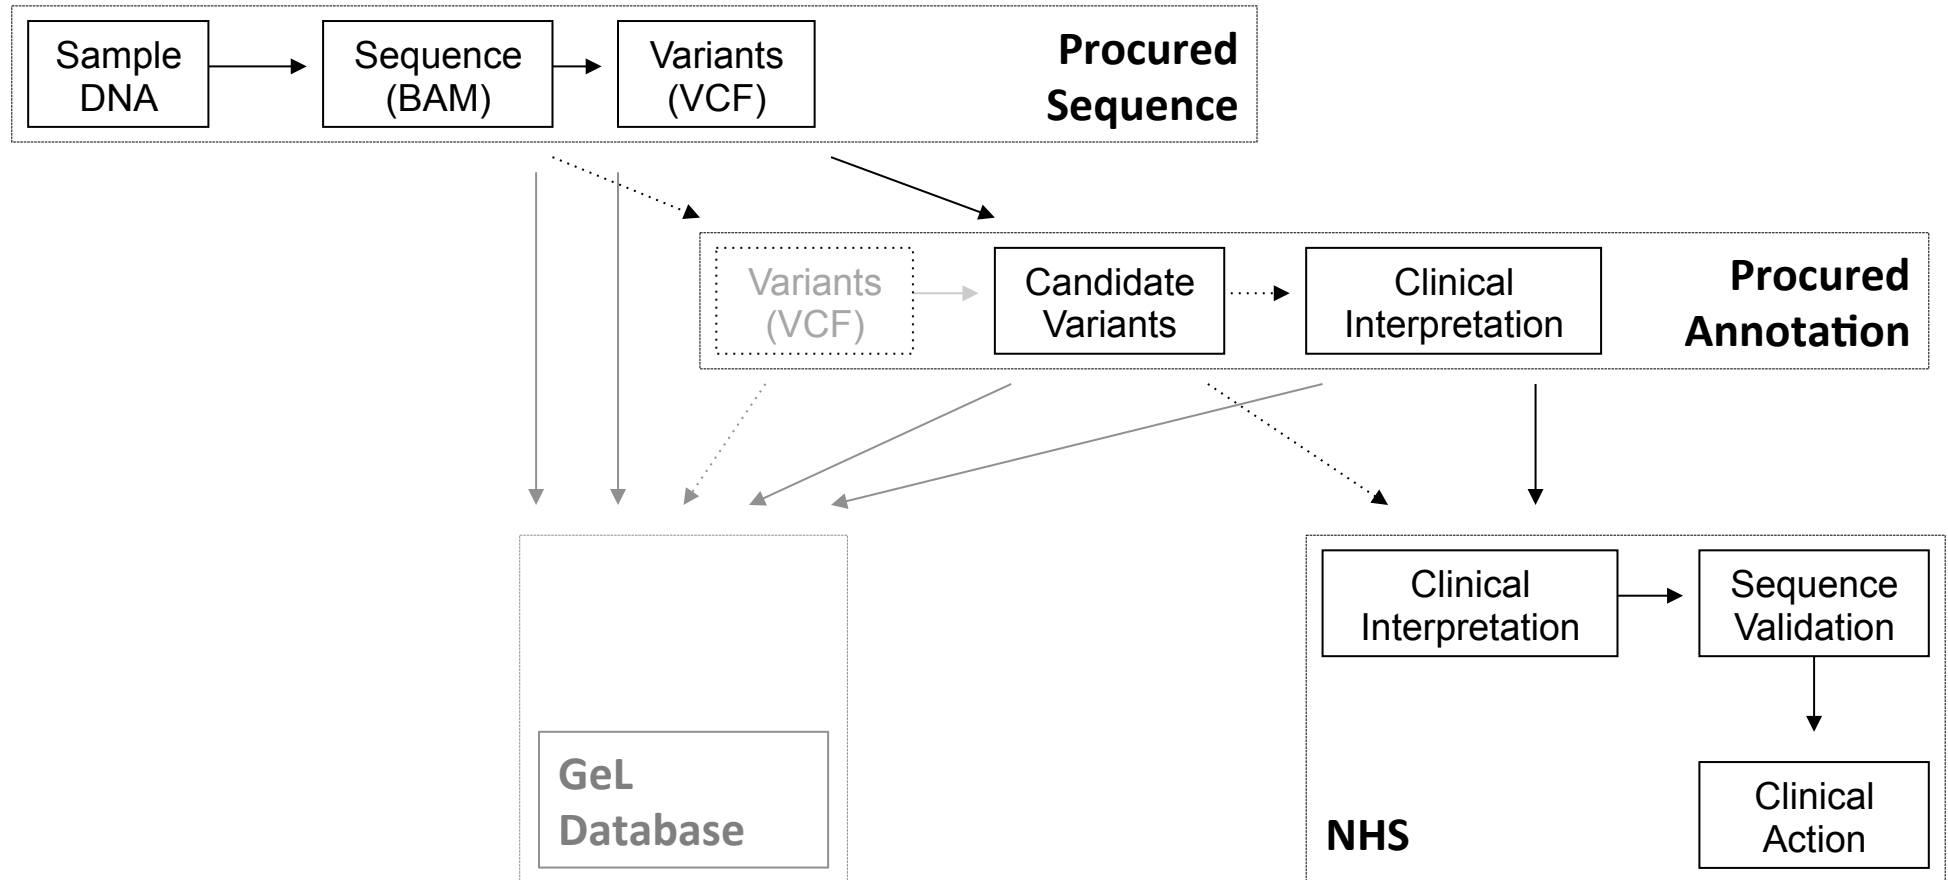 Sample
DNA
Sequence
(BAM)
Variants
(VCF)
Procured
Sequence
Variants
(VCF)
Candidate
Variants
Clinical
Interpretation
Procured
Annotation
Clinical
Interpretation
Sequence
Validation
GeL
Database
NHS
Clinical
Action